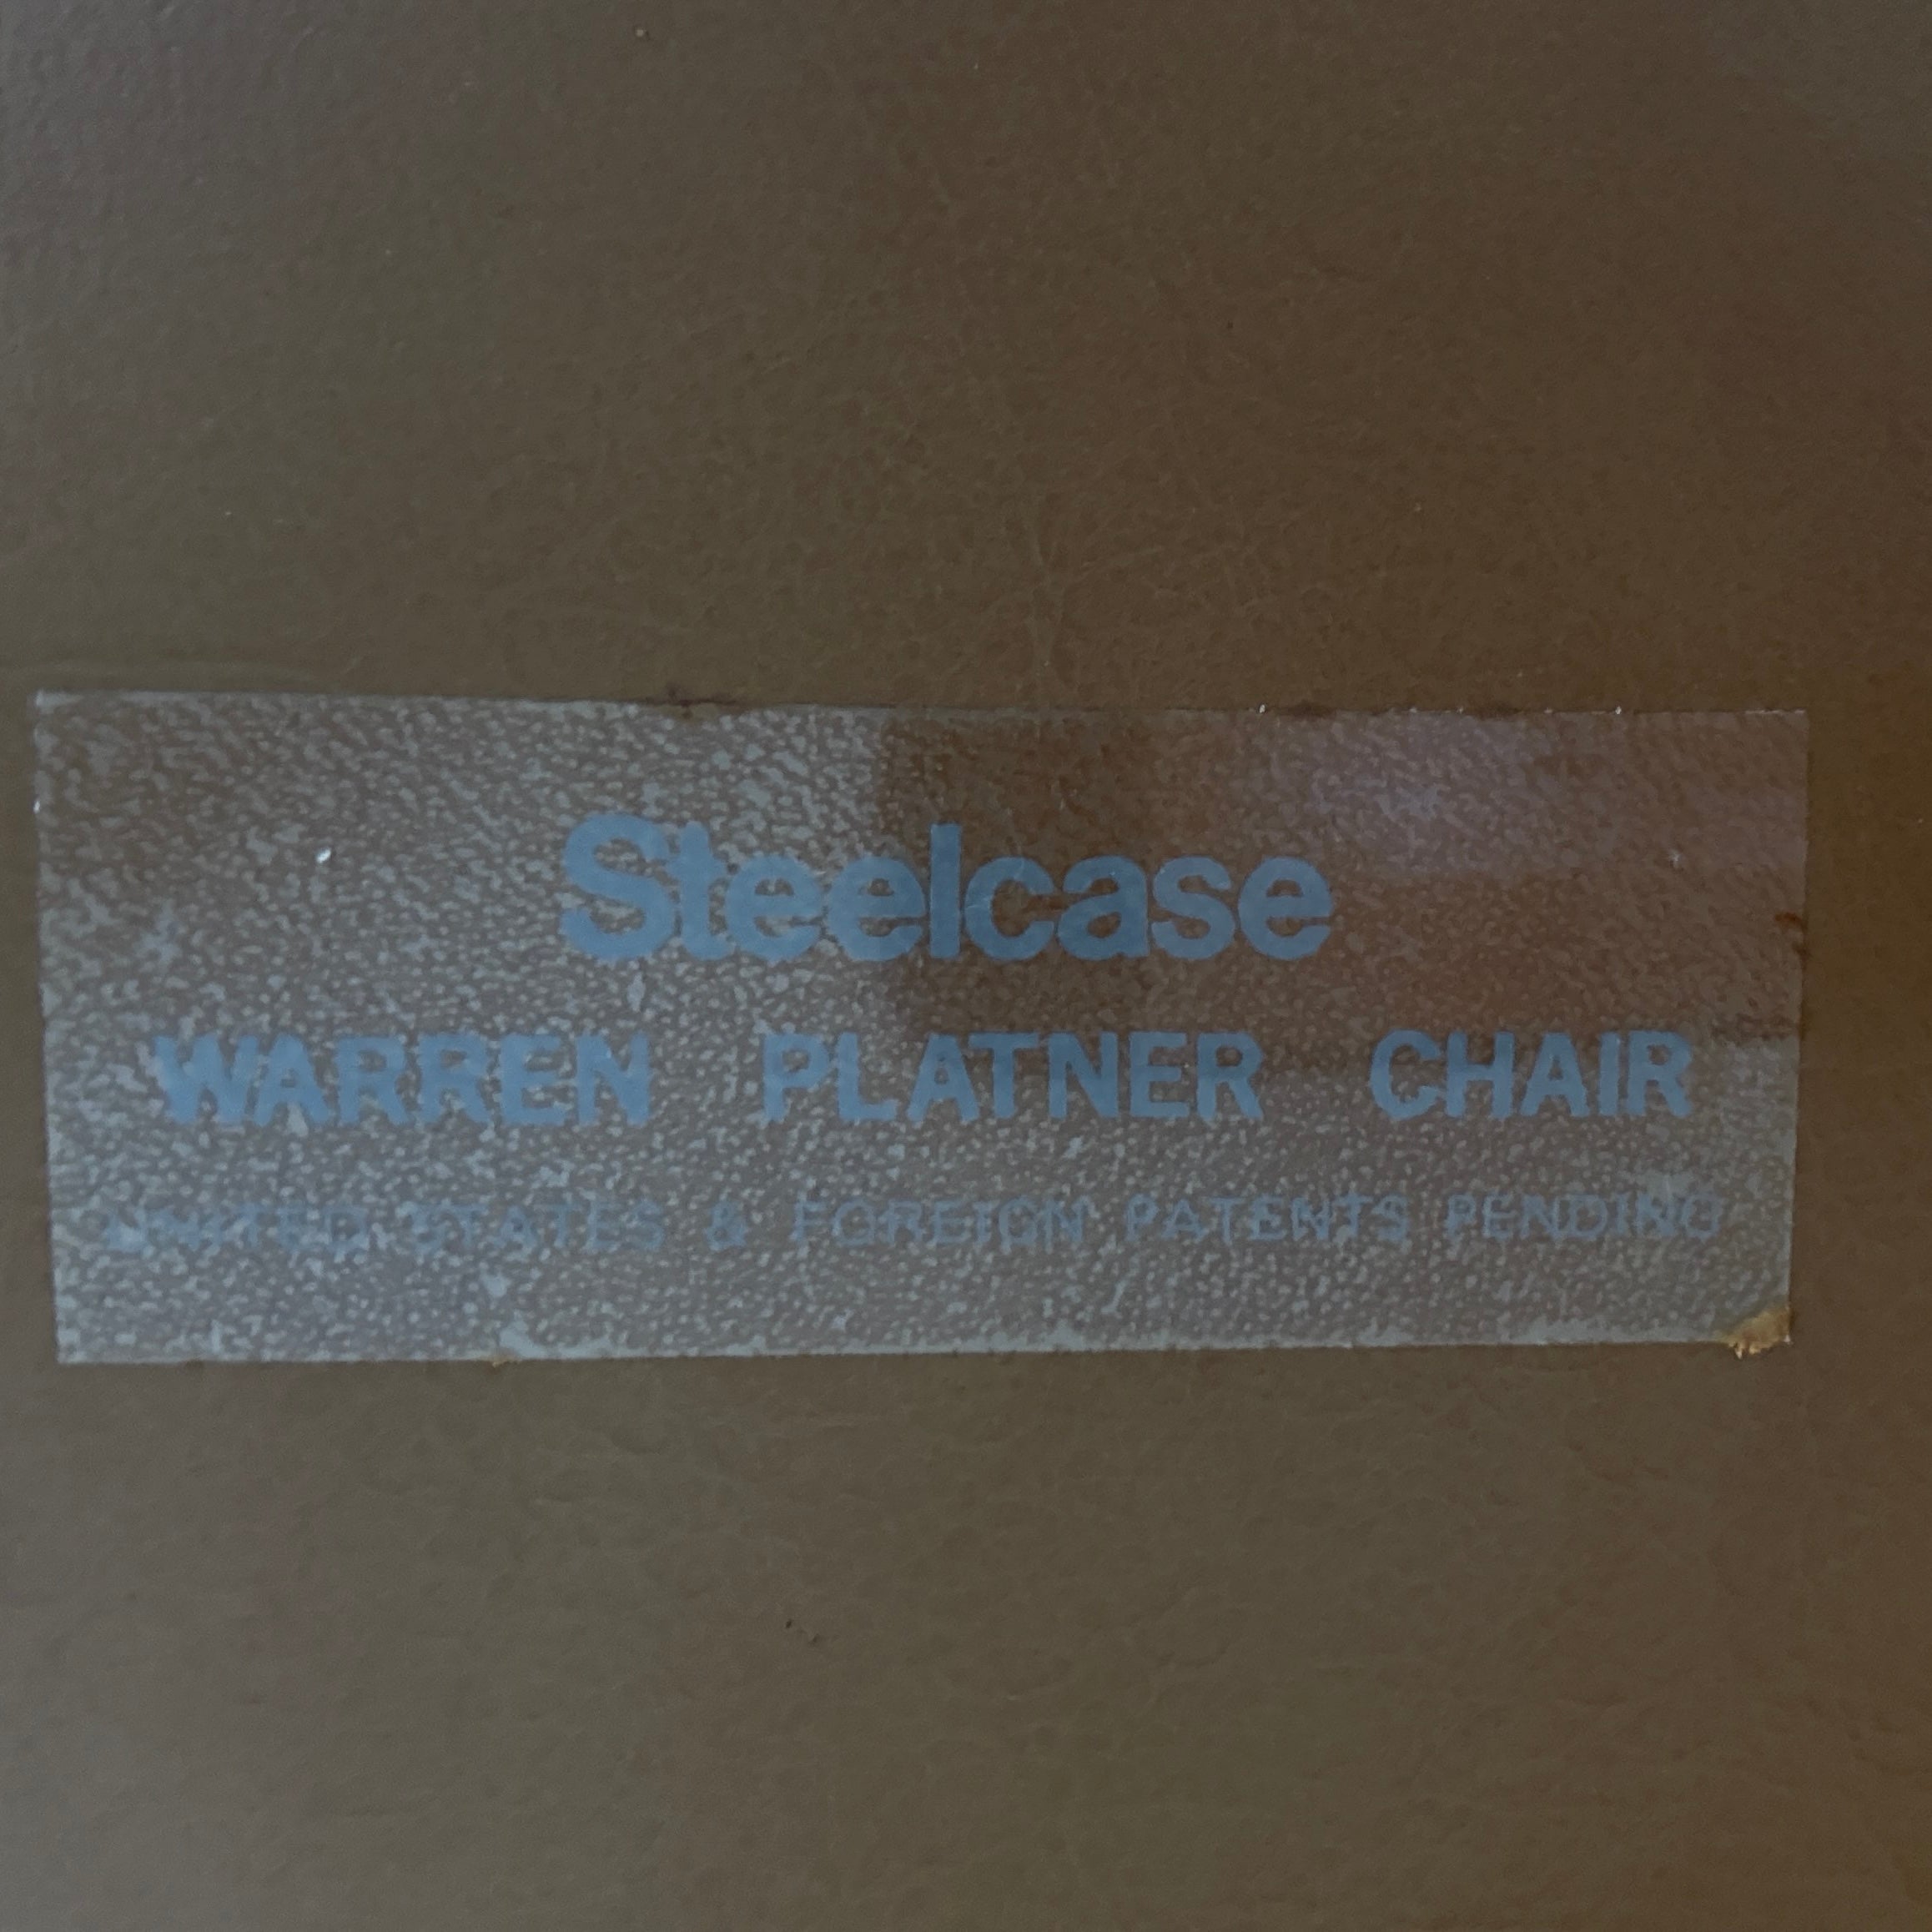 Steelcase
WARREN PLATNER CHAIR
UNITED STATES & FOREIGN PATENTS PENDING